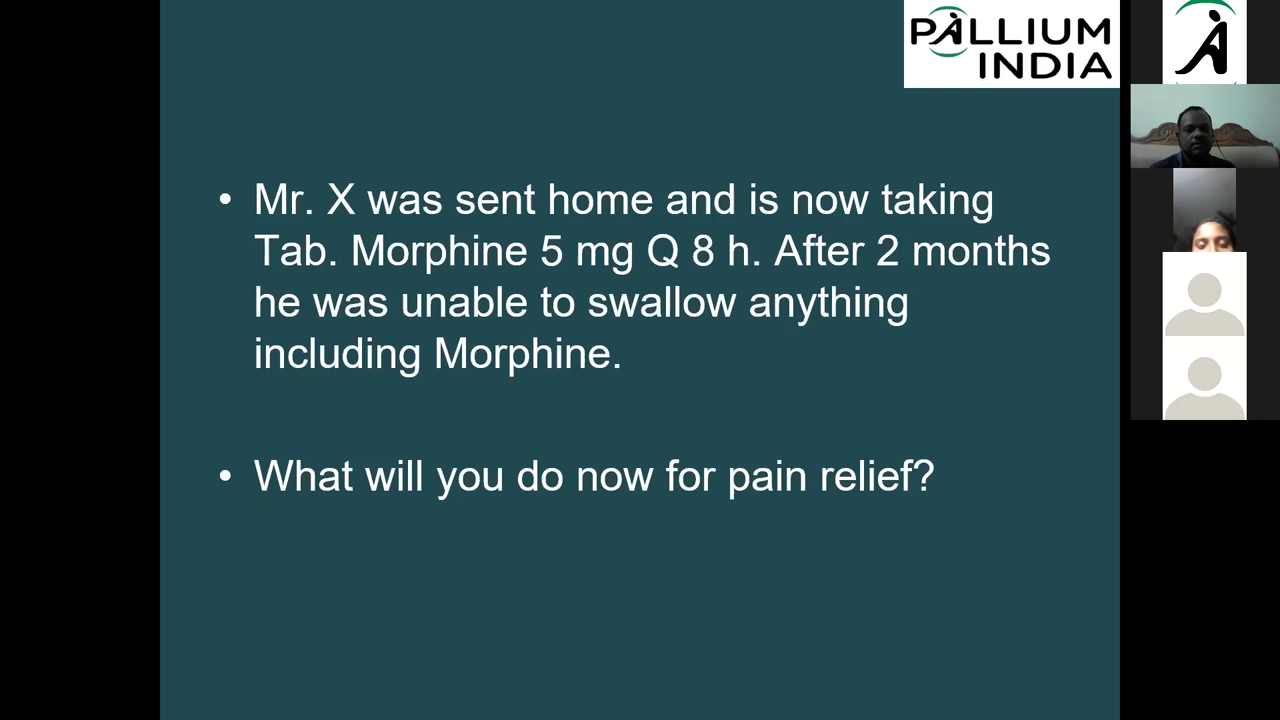 PALLIUM
INDIA
• Mr. X was sent home and is now taking
Tab. Morphine 5 mg Q 8 h. After 2 months
he was unable to swallow anything
including Morphine.
• What will you do now for pain relief?